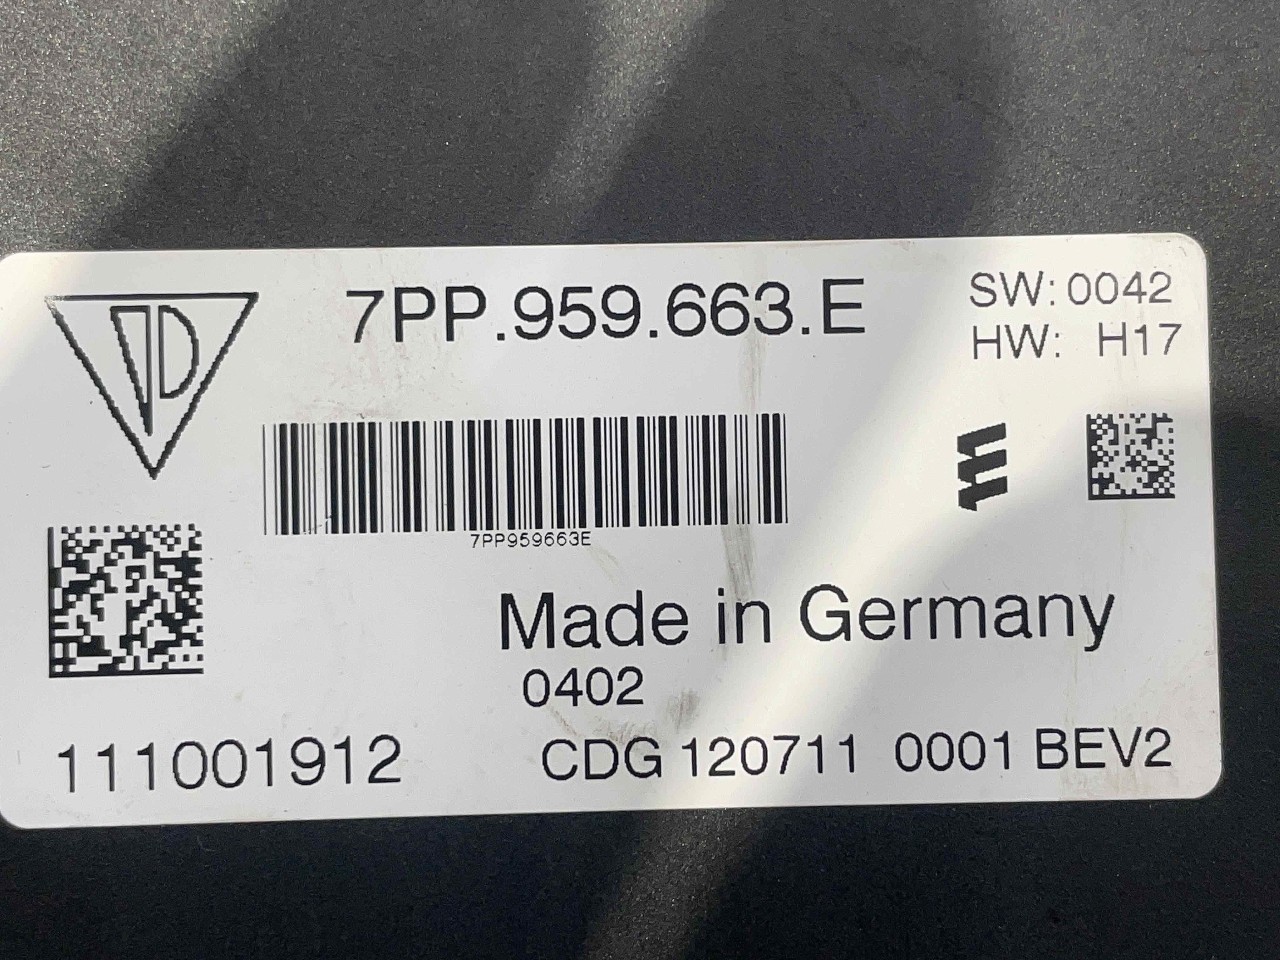 7PP.959.663.E
SW: 0042
HW: H17
7PP959663E
Made in Germany
0402
111001912
CDG 120711 0001 BEV2